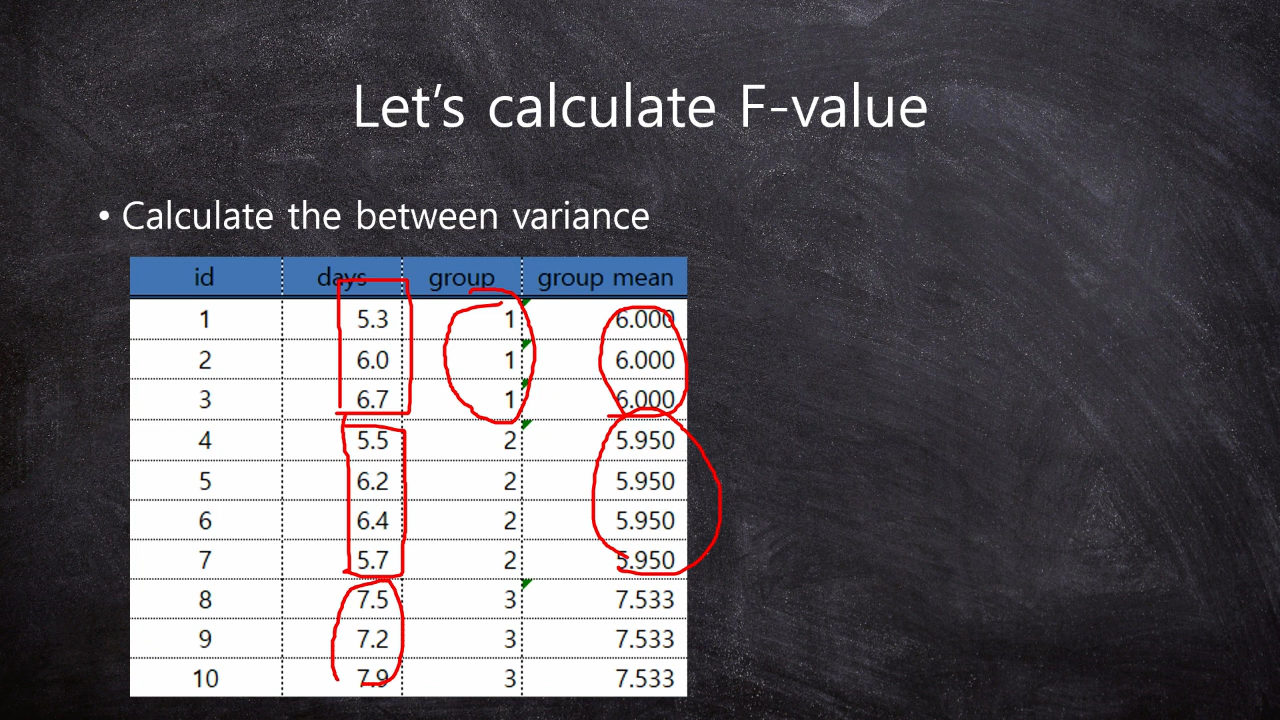 Let's calculate F-value
• Calculate the between variance
id days group group mean
1 5.3 1 6.000
2 6.0 1 6.000
3 6.7 1 6.000
4 5.5 2 5.950
5 6.2 2 5.950
6 6.4 2 5.950
7 5.7 2 5.950
8 7.5 3 7.533
9 7.2 3 7.533
10 7.9 3 7.533